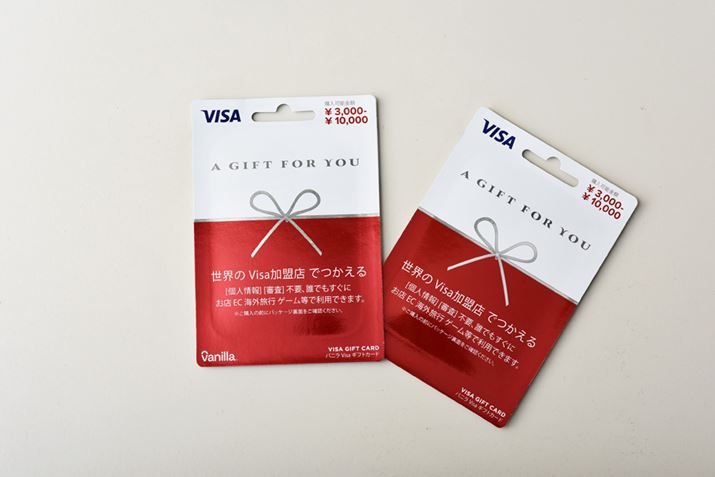 VISA
購入可能金額
¥ 3,000-
¥ 10,000
A GIFT FOR YOU
世界の Visa加盟店 でつかえる
[個人情報] [審査] 不要、誰でもすぐに
お店 EC 海外旅行 ゲーム等で利用できます。
※ご購入の前にパッケージ裏面をご確認ください。
Vanilla
VISA GIFT CARD
バニラ Visa ギフトカード
VISA
購入可能金額
¥ 3,000-
¥ 10,000
A GIFT FOR YOU
世界の Visa加盟店 でつかえる
[個人情報] [審査] 不要、誰でもすぐに
お店 EC 海外旅行 ゲーム等で利用できます。
※ご購入の前にパッケージ裏面をご確認ください。
VISA GIFT CARD
バニラ Visa ギフトカード